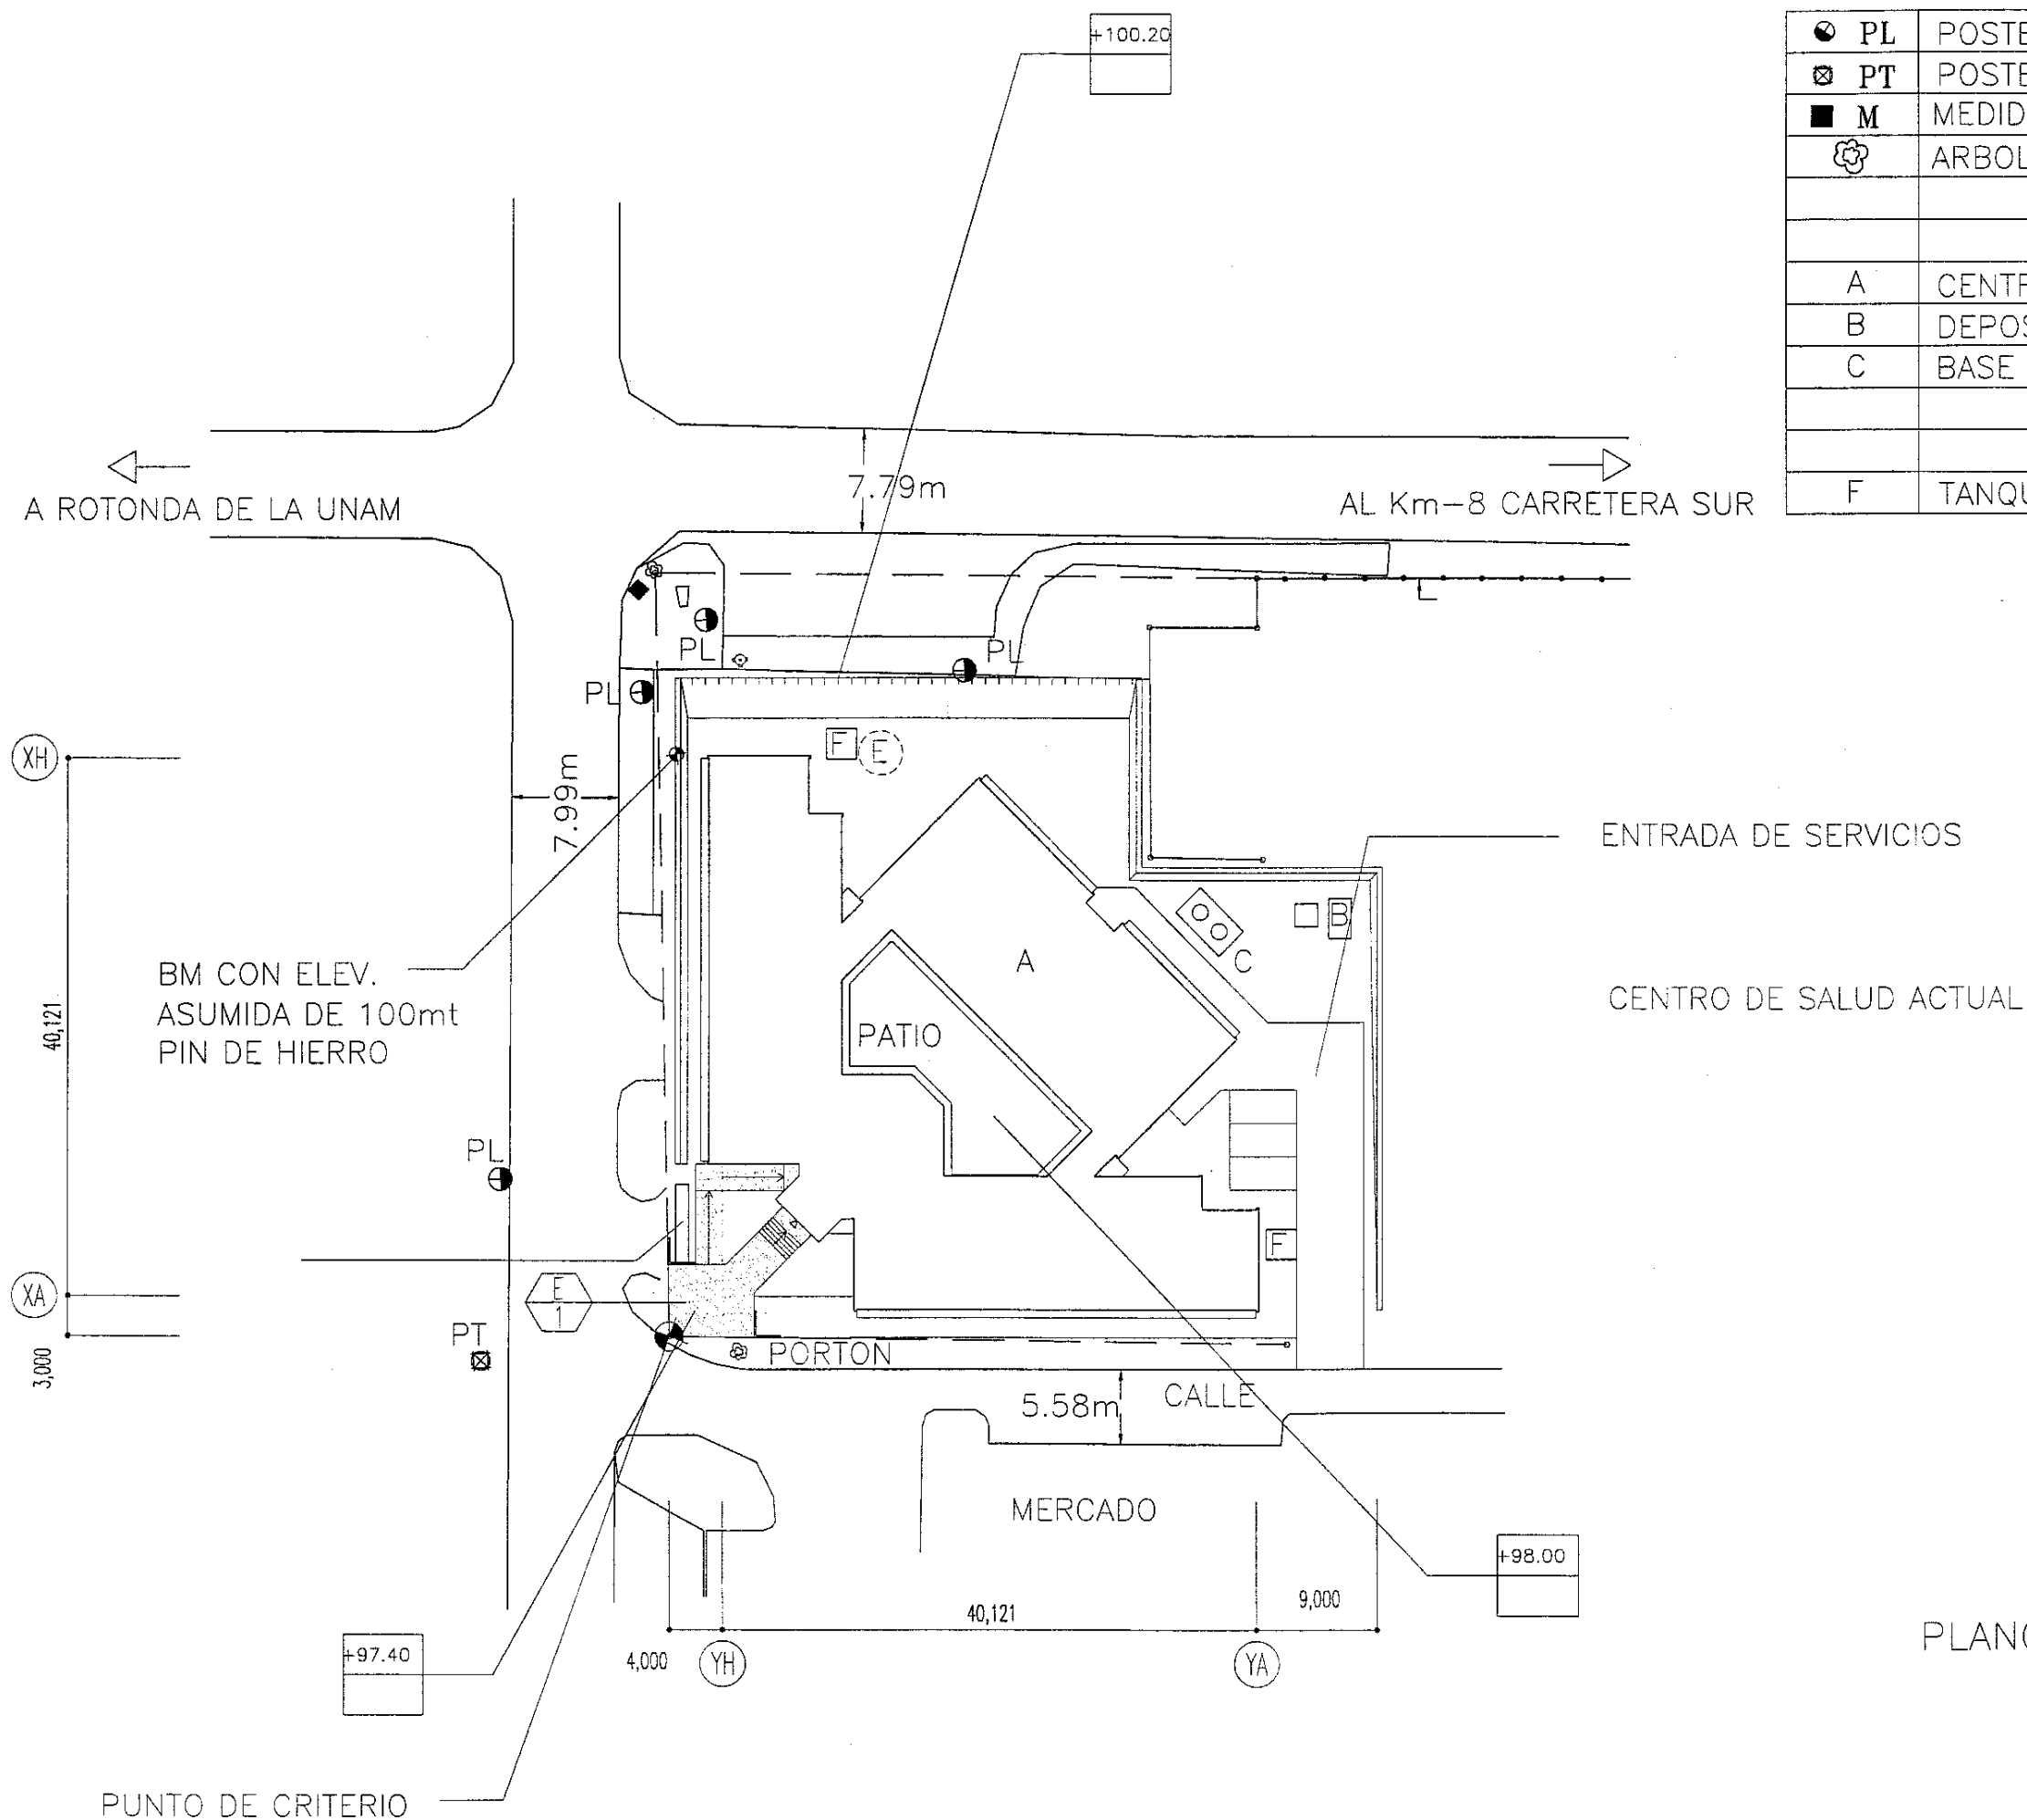 +100.20
PL POSTE
PT POSTE
M MEDID
ARBOL
A CENTR
B DEPOS
C BASE
F TANQU
7.79m
A ROTONDA DE LA UNAM
AL Km-8 CARRETERA SUR
PL
PL
PL
XH
F E
7.99m
ENTRADA DE SERVICIOS
B
A
C
BM CON ELEV.
ASUMIDA DE 100mt
PIN DE HIERRO
CENTRO DE SALUD ACTUAL
40,121
PATIO
PL
F
XA
E
1
PT
PORTON
3,000
5.58m
CALLE
MERCADO
+98.00
40,121
9,000
+97.40
4,000
YH
YA
PLANO
PUNTO DE CRITERIO